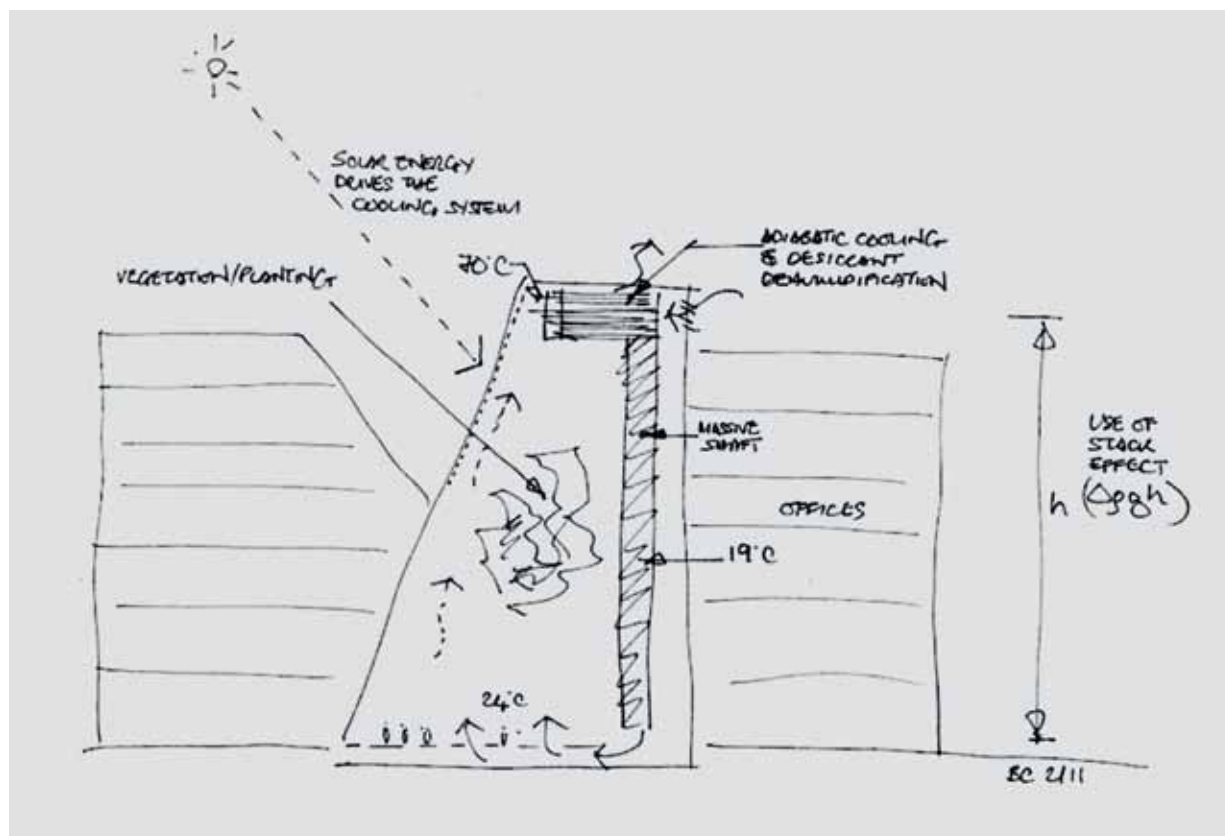 SOLAR ENERGY
DRIVES THE
COOLING SYSTEM
VEGETATION/PLANTING
70°C
ADIABATIC COOLING
& DESICCANT
DEHUMIDIFICATION
MASSIVE
SHAFT
OFFICES
19°C
24°C
USE OF
STACK
EFFECT
h (Δρgh)
BC 2/11